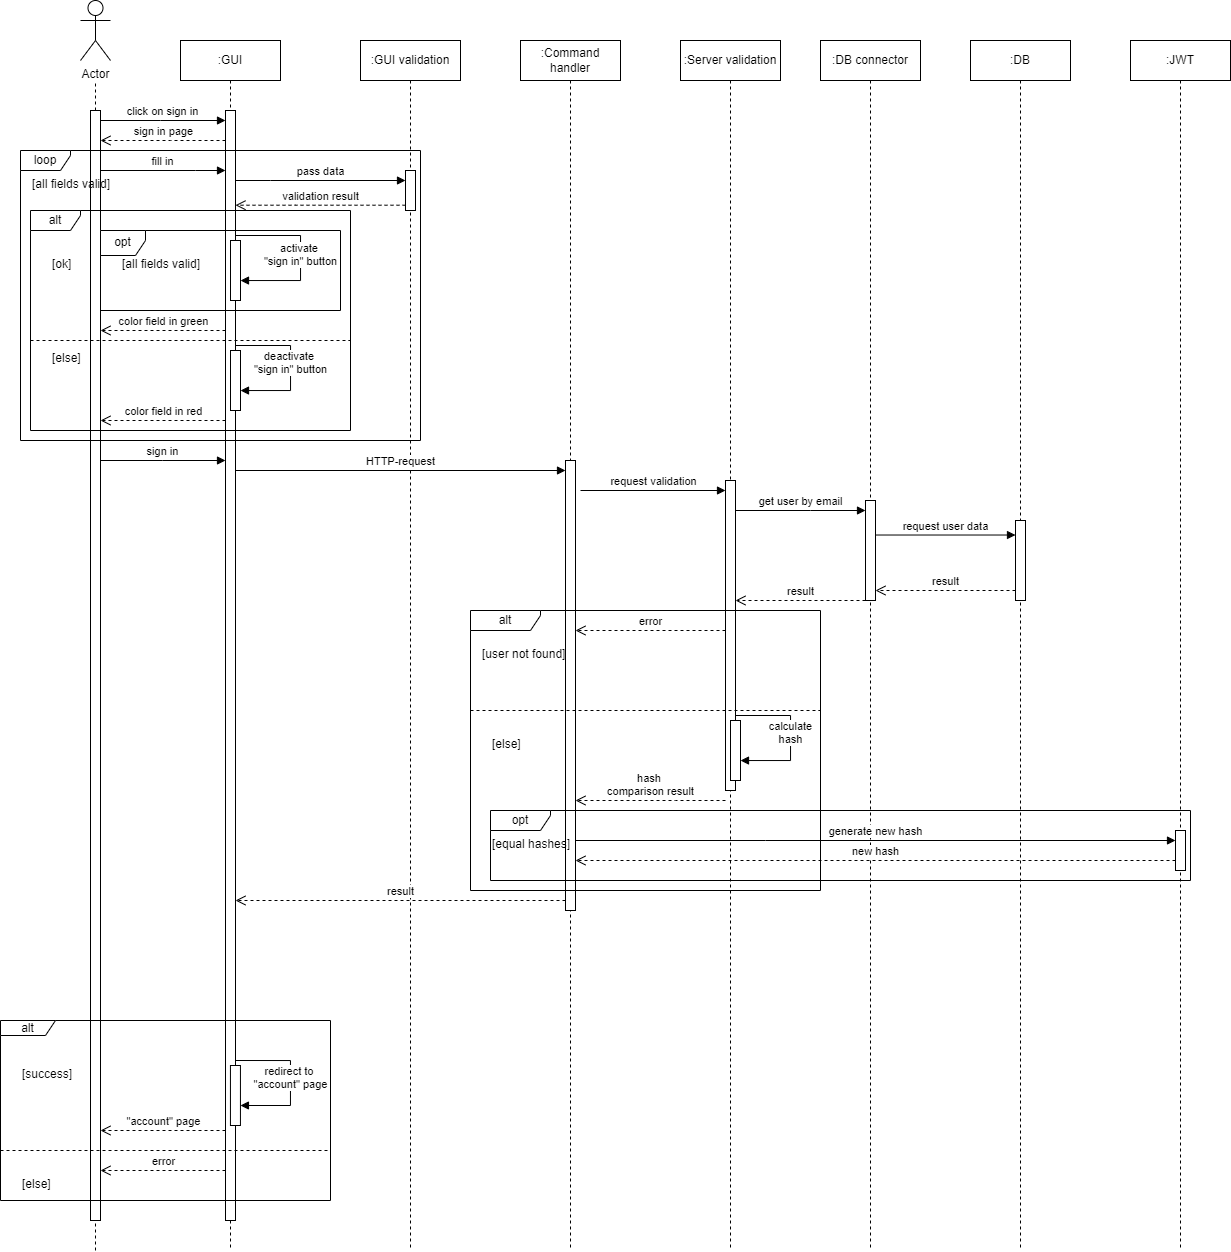 Actor
:GUI
:GUI validation
:Command
handler
:Server validation
:DB connector
:DB
:JWT
click on sign in
sign in page
loop
fill in
[all fields valid]
pass data
validation result
alt
opt
[ok]
[all fields valid]
activate
"sign in" button
color field in green
[else]
deactivate
"sign in" button
color field in red
sign in
HTTP-request
request validation
get user by email
request user data
result
result
alt
error
[user not found]
[else]
calculate
hash
hash
comparison result
opt
[equal hashes]
generate new hash
new hash
result
alt
[success]
redirect to
"account" page
"account" page
error
[else]